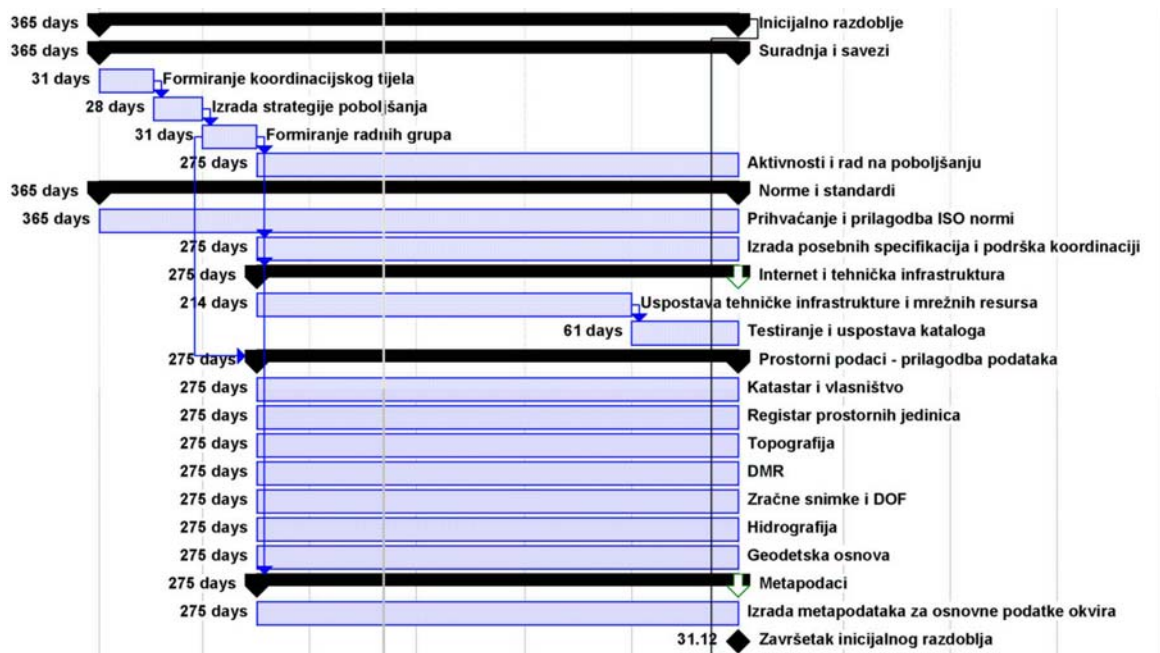 365 days Inicijalno razdoblje
365 days Suradnja i savezi
31 days Formiranje koordinacijskog tijela
28 days Izrada strategije poboljšanja
31 days Formiranje radnih grupa
275 days Aktivnosti i rad na poboljšanju
365 days Norme i standardi
365 days Prihvaćanje i prilagodba ISO normi
275 days Izrada posebnih specifikacija i podrška koordinaciji
275 days Internet i tehnička infrastruktura
214 days Uspostava tehničke infrastrukture i mrežnih resursa
61 days Testiranje i uspostava kataloga
275 days Prostorni podaci - prilagodba podataka
275 days Katastar i vlasništvo
275 days Registar prostornih jedinica
275 days Topografija
275 days DMR
275 days Zračne snimke i DOF
275 days Hidrografija
275 days Geodetska osnova
275 days Metapodaci
275 days Izrada metapodataka za osnovne podatke okvira
31.12 Završetak inicijalnog razdoblja